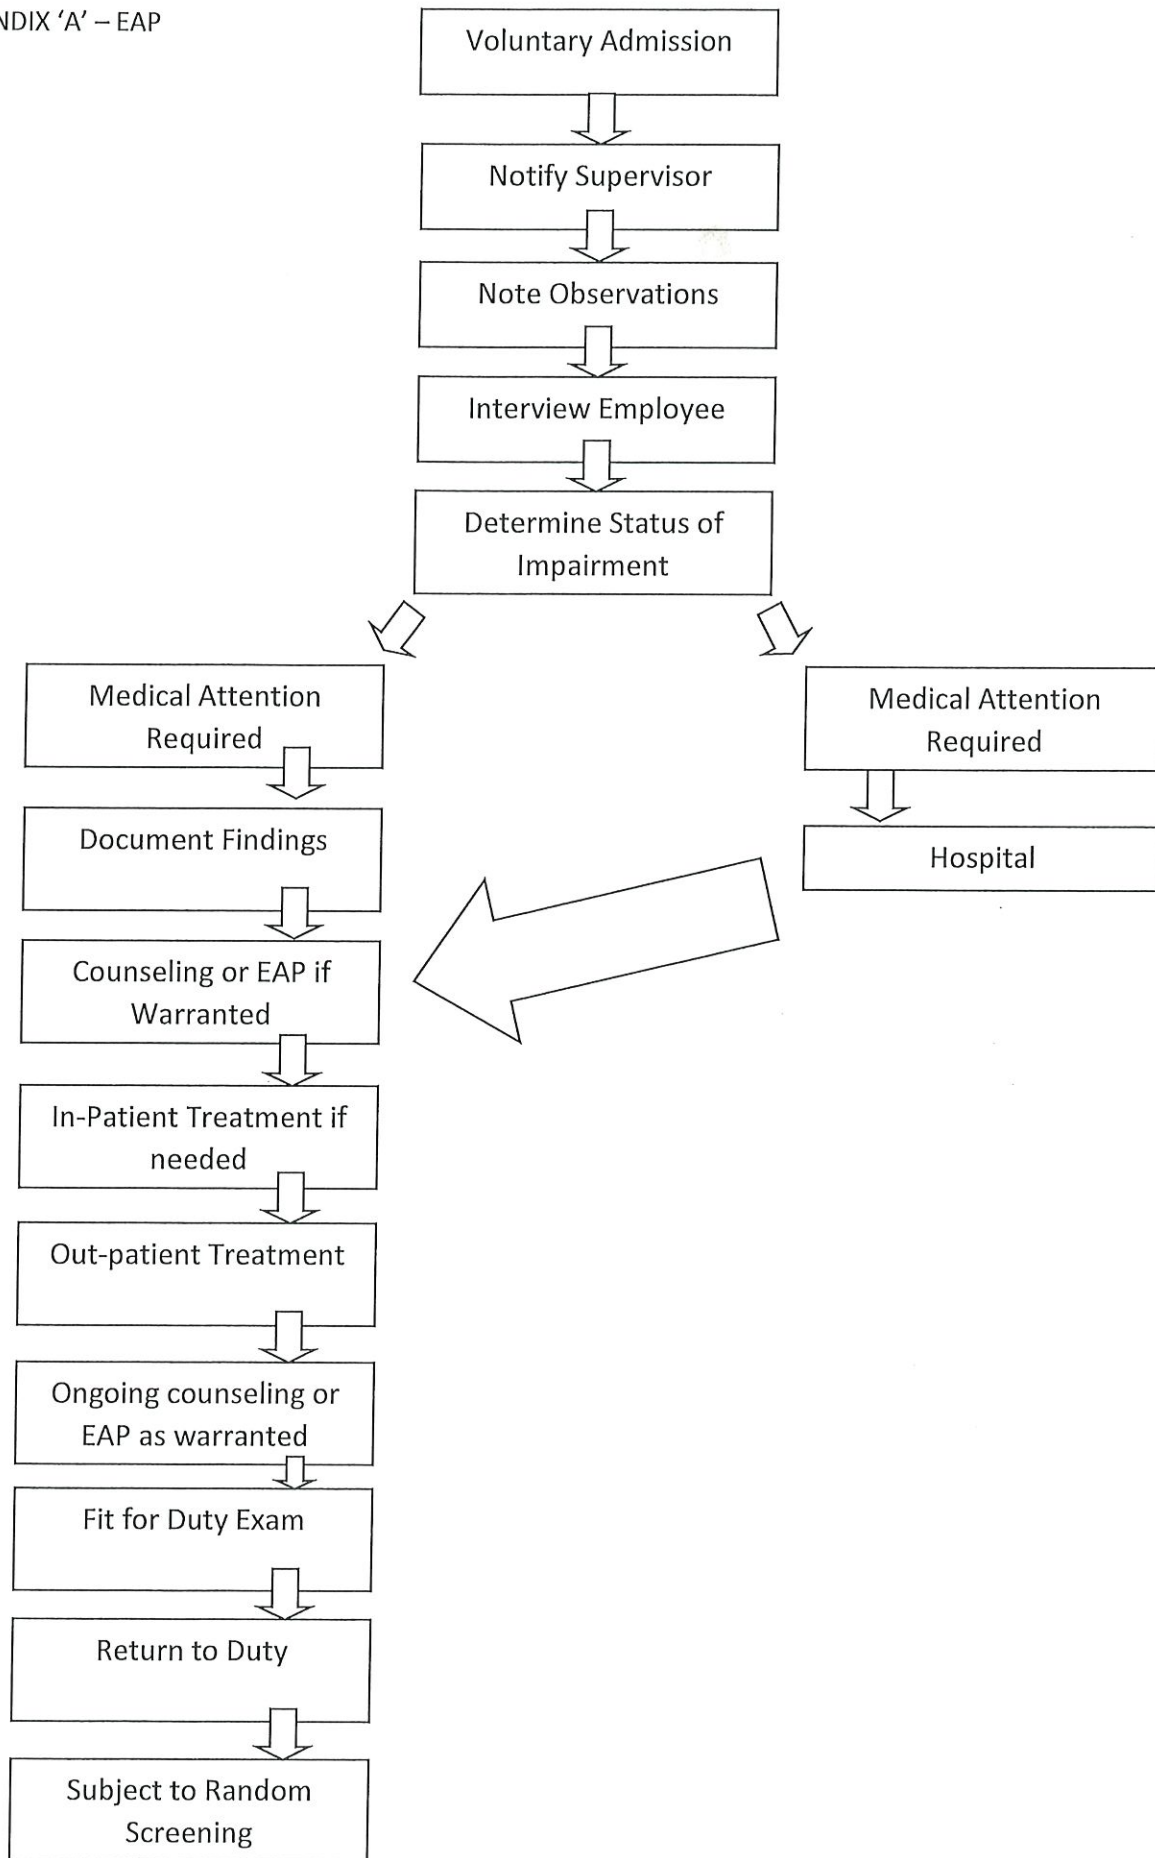 NDIX ‘A’ – EAP
Voluntary Admission
Notify Supervisor
Note Observations
Interview Employee
Determine Status of
Impairment
Medical Attention
Required
Document Findings
Counseling or EAP if
Warranted
In-Patient Treatment if
needed
Out-patient Treatment
Ongoing counseling or
EAP as warranted
Fit for Duty Exam
Return to Duty
Subject to Random
Screening
Medical Attention
Required
Hospital